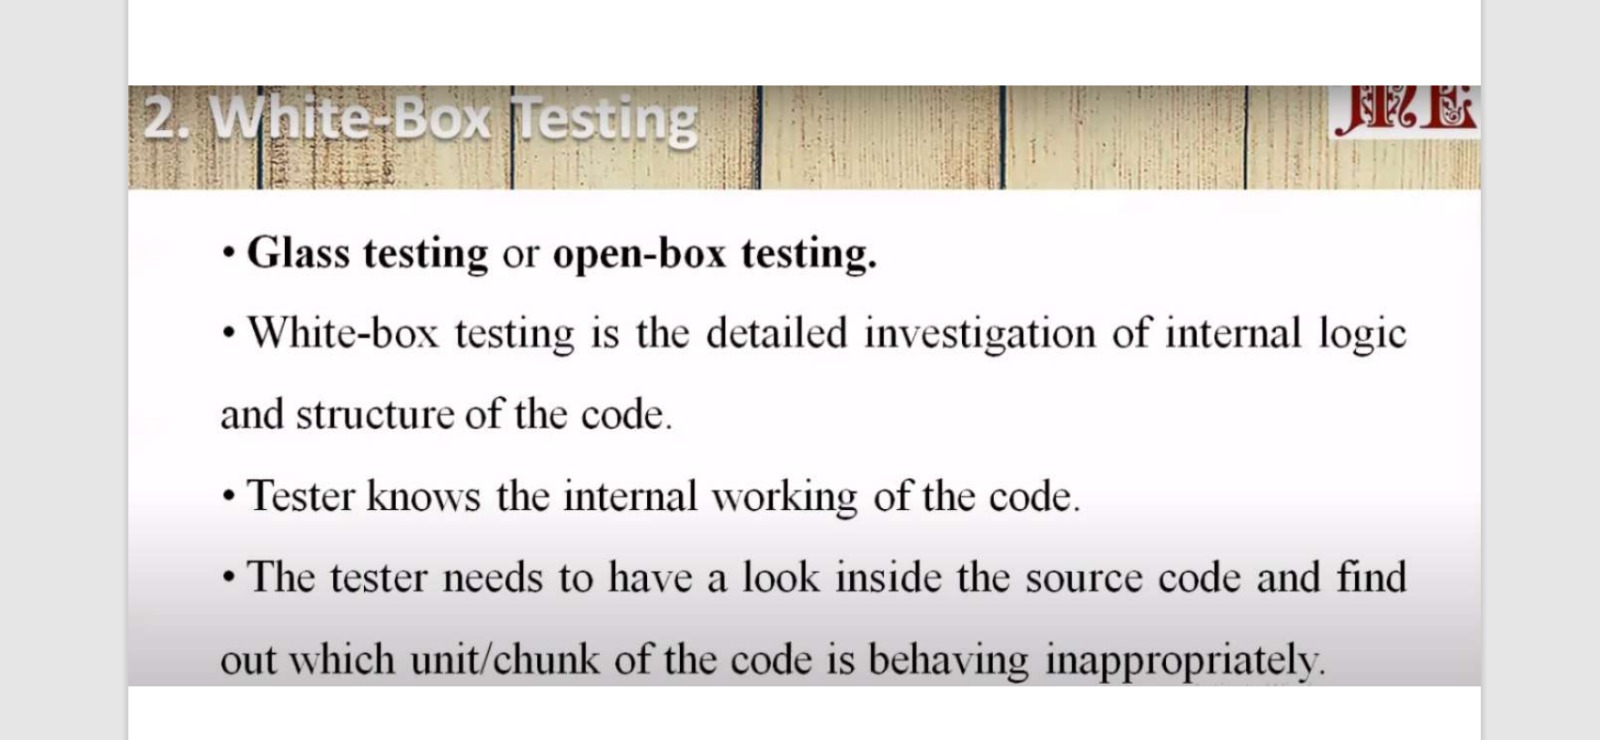 2. White-Box Testing
• Glass testing or open-box testing.
• White-box testing is the detailed investigation of internal logic
and structure of the code.
• Tester knows the internal working of the code.
• The tester needs to have a look inside the source code and find
out which unit/chunk of the code is behaving inappropriately.